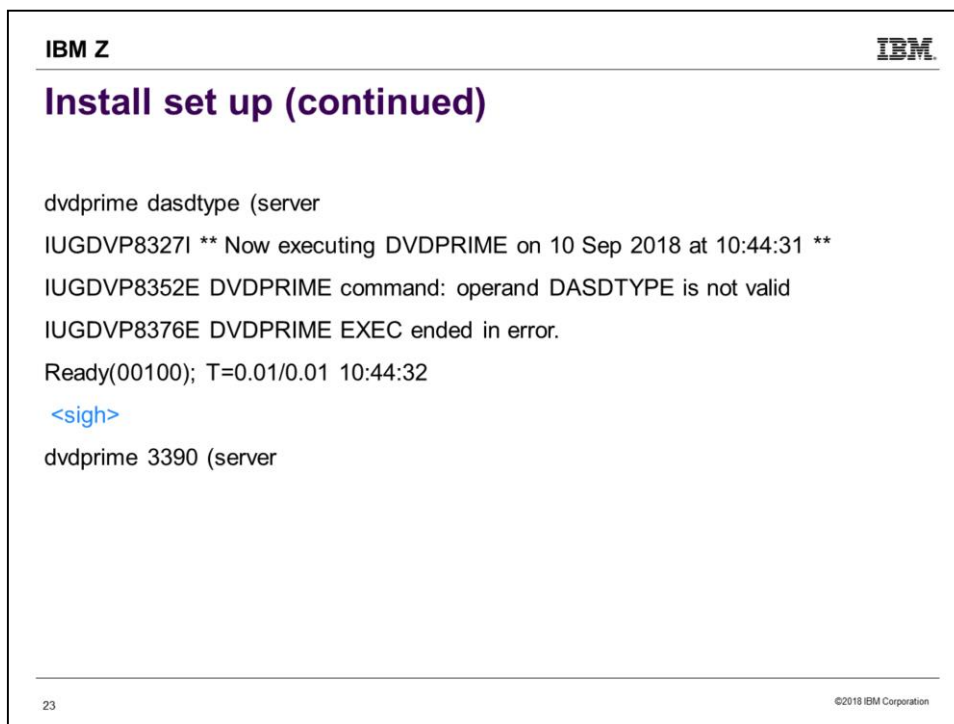 IBM Z
IBM.
Install set up (continued)
dvdprime dasdtype (server
IUGDVP8327I ** Now executing DVDPRIME on 10 Sep 2018 at 10:44:31 **
IUGDVP8352E DVDPRIME command: operand DASDTYPE is not valid
IUGDVP8376E DVDPRIME EXEC ended in error.
Ready(00100); T=0.01/0.01 10:44:32
<sigh>
dvdprime 3390 (server
23
©2018 IBM Corporation